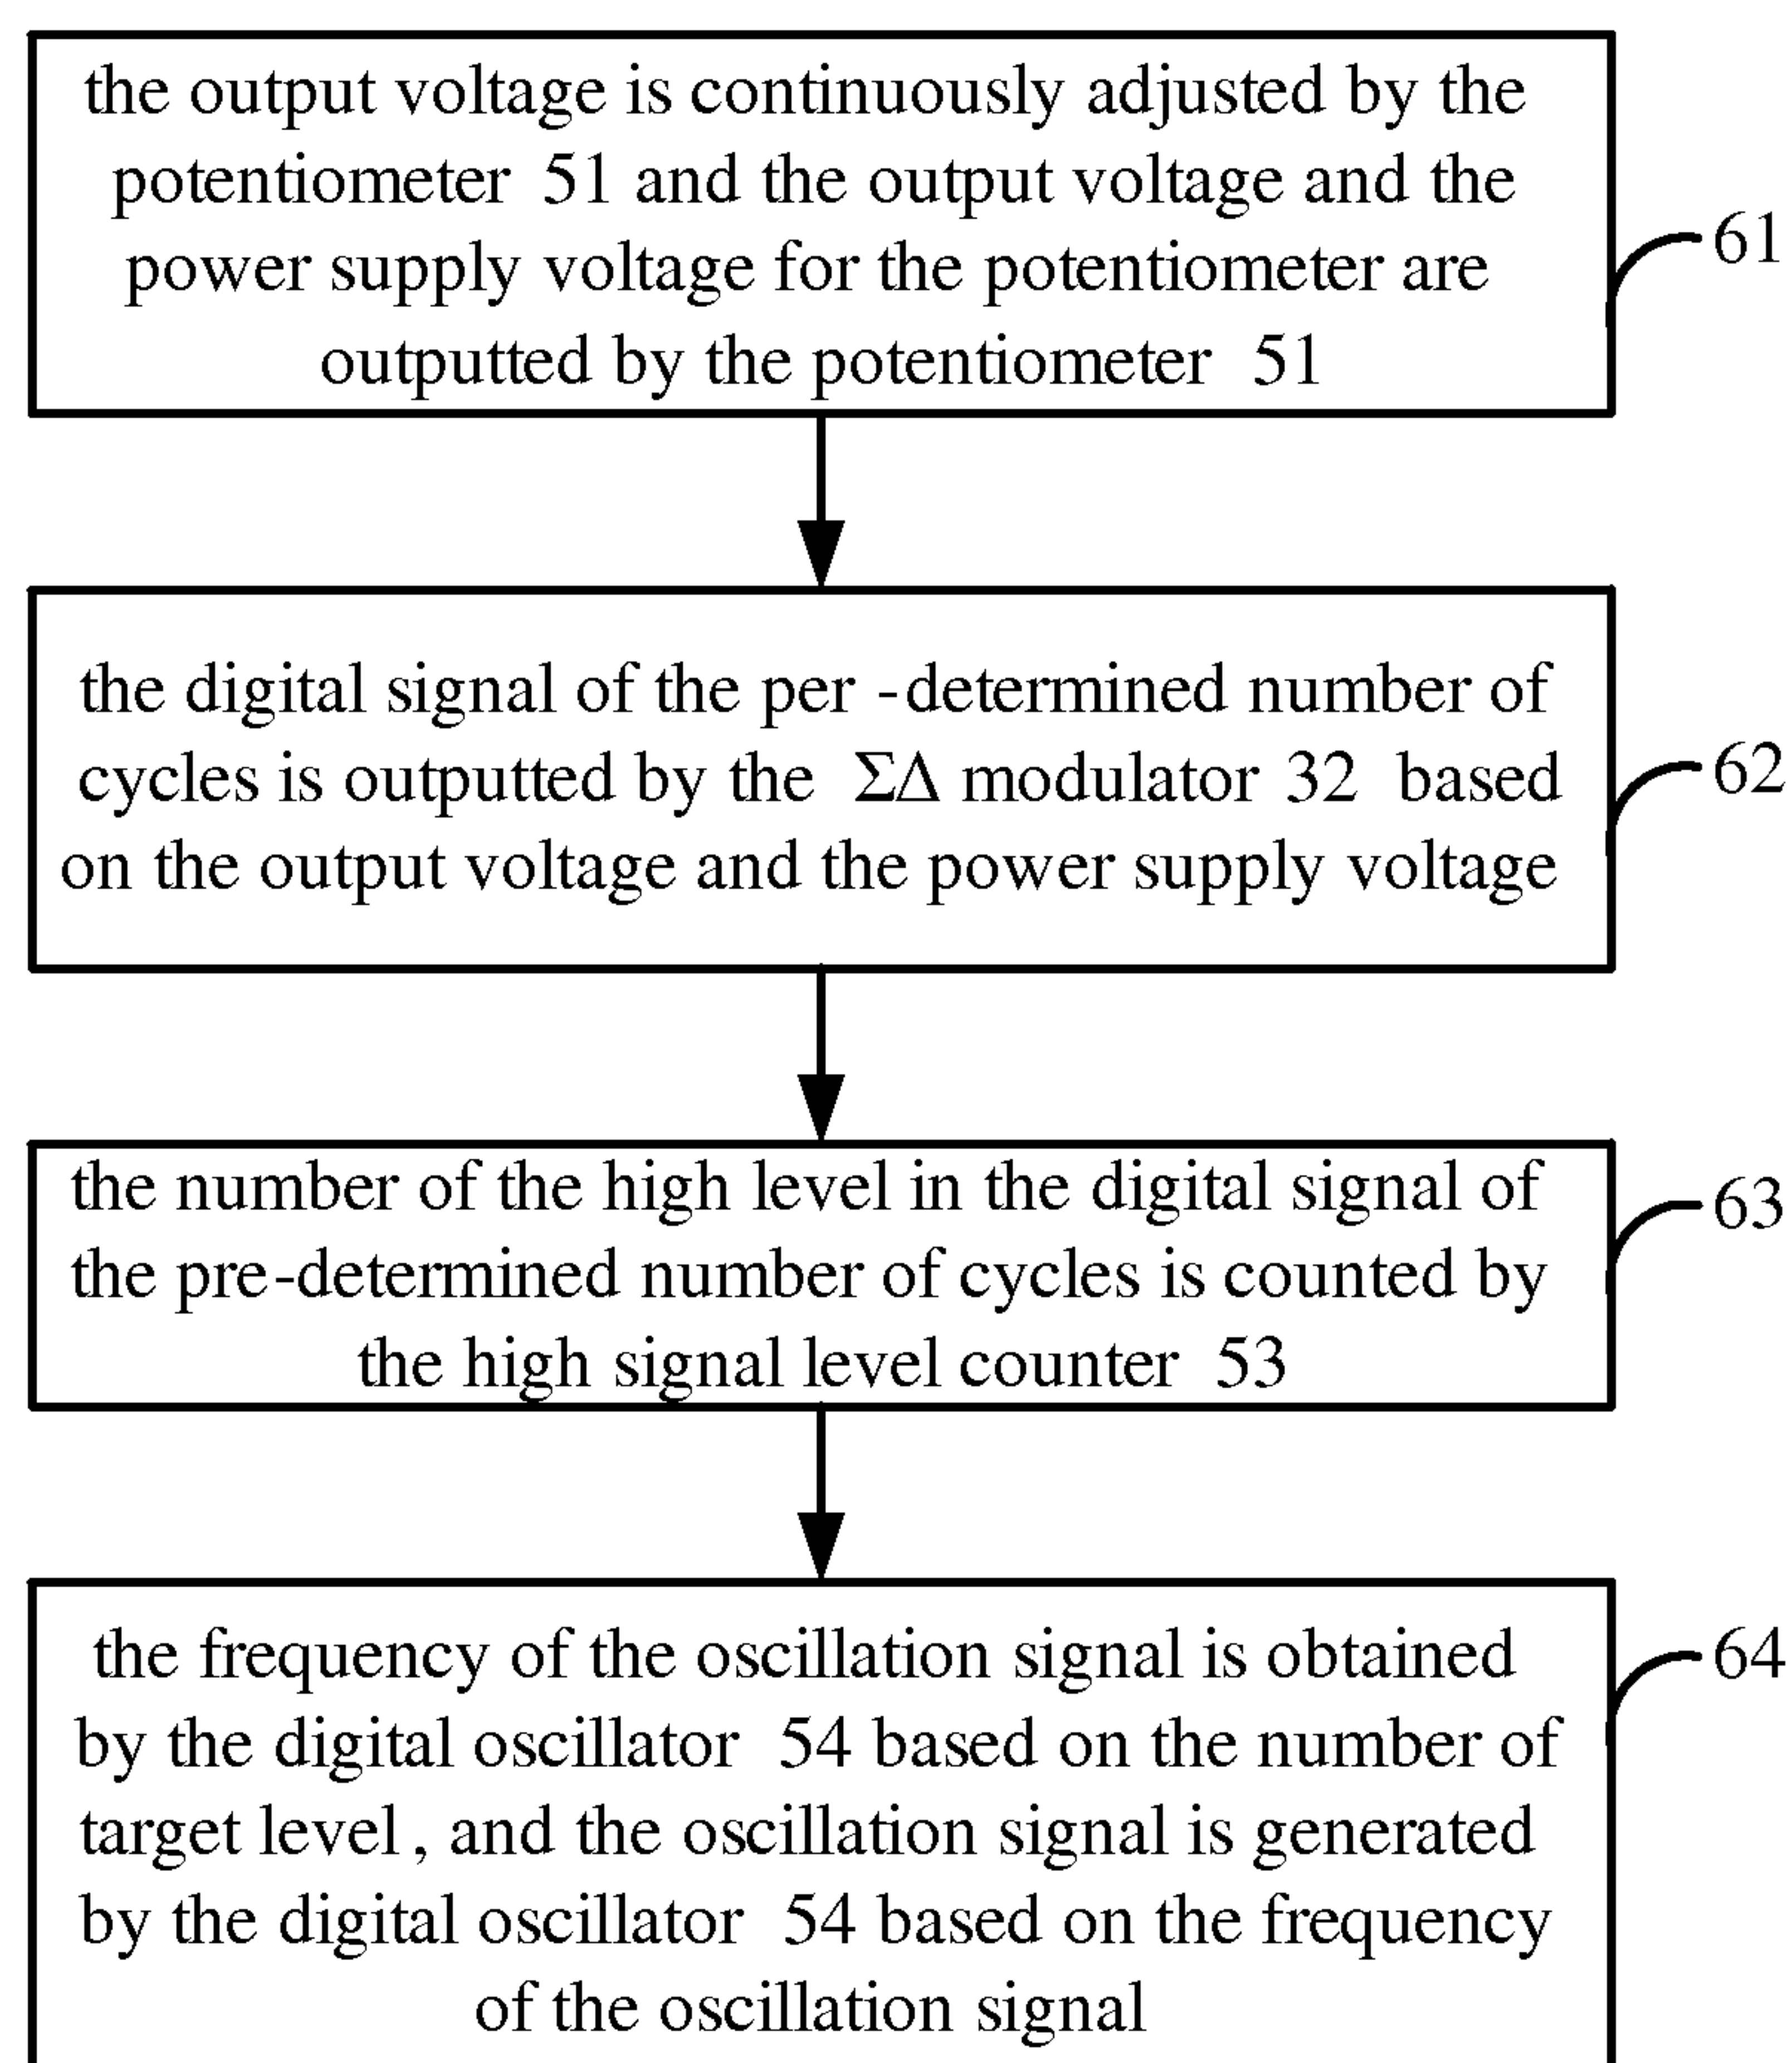 the output voltage is continuously adjusted by the
potentiometer 51 and the output voltage and the
power supply voltage for the potentiometer are
outputted by the potentiometer 51
61
the digital signal of the per -determined number of
cycles is outputted by the ΣΔ modulator 32 based
on the output voltage and the power supply voltage
62
the number of the high level in the digital signal of
the pre-determined number of cycles is counted by
the high signal level counter 53
63
the frequency of the oscillation signal is obtained
by the digital oscillator 54 based on the number of
target level, and the oscillation signal is generated
by the digital oscillator 54 based on the frequency
of the oscillation signal
64